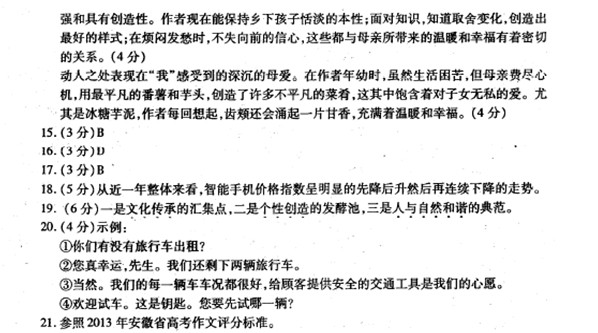 强和具有创造性。作者现在能保持乡下孩子恬淡的本性；面对知识，知道取舍变化，创造出
最好的样式；在烦闷发愁时，不失向前的信心，这些都与母亲所带来的温暖和幸福有着密切
的关系。（4分）
动人之处表现在“我”感受到的深沉的母爱。在作者年幼时，虽然生活困苦，但母亲费尽心
机，用最平凡的番薯和芋头，创造了许多不平凡的菜肴，这其中饱含着对子女无私的爱。尤
其是冰糖芋泥，作者每回想起，齿颊还会涌起一片甘香，充满着温暖和幸福。（4分）
15.（3分）B
16.（3分）D
17.（3分）B
18.（5分）从近一年整体来看，智能手机价格指数呈明显的先降后升然后再连续下降的走势。
19.（6分）一是文化传承的汇集点，二是个性创造的发酵池，三是人与自然和谐的典范。
20.（4分）示例：
①你们有没有旅行车出租？
②您真幸运，先生。我们还剩下两辆旅行车。
③当然。我们的每一辆车车况都很好，给顾客提供安全的交通工具是我们的心愿。
④欢迎试车。这是钥匙。您要先试哪一辆？
21.参照2013年安徽省高考作文评分标准。